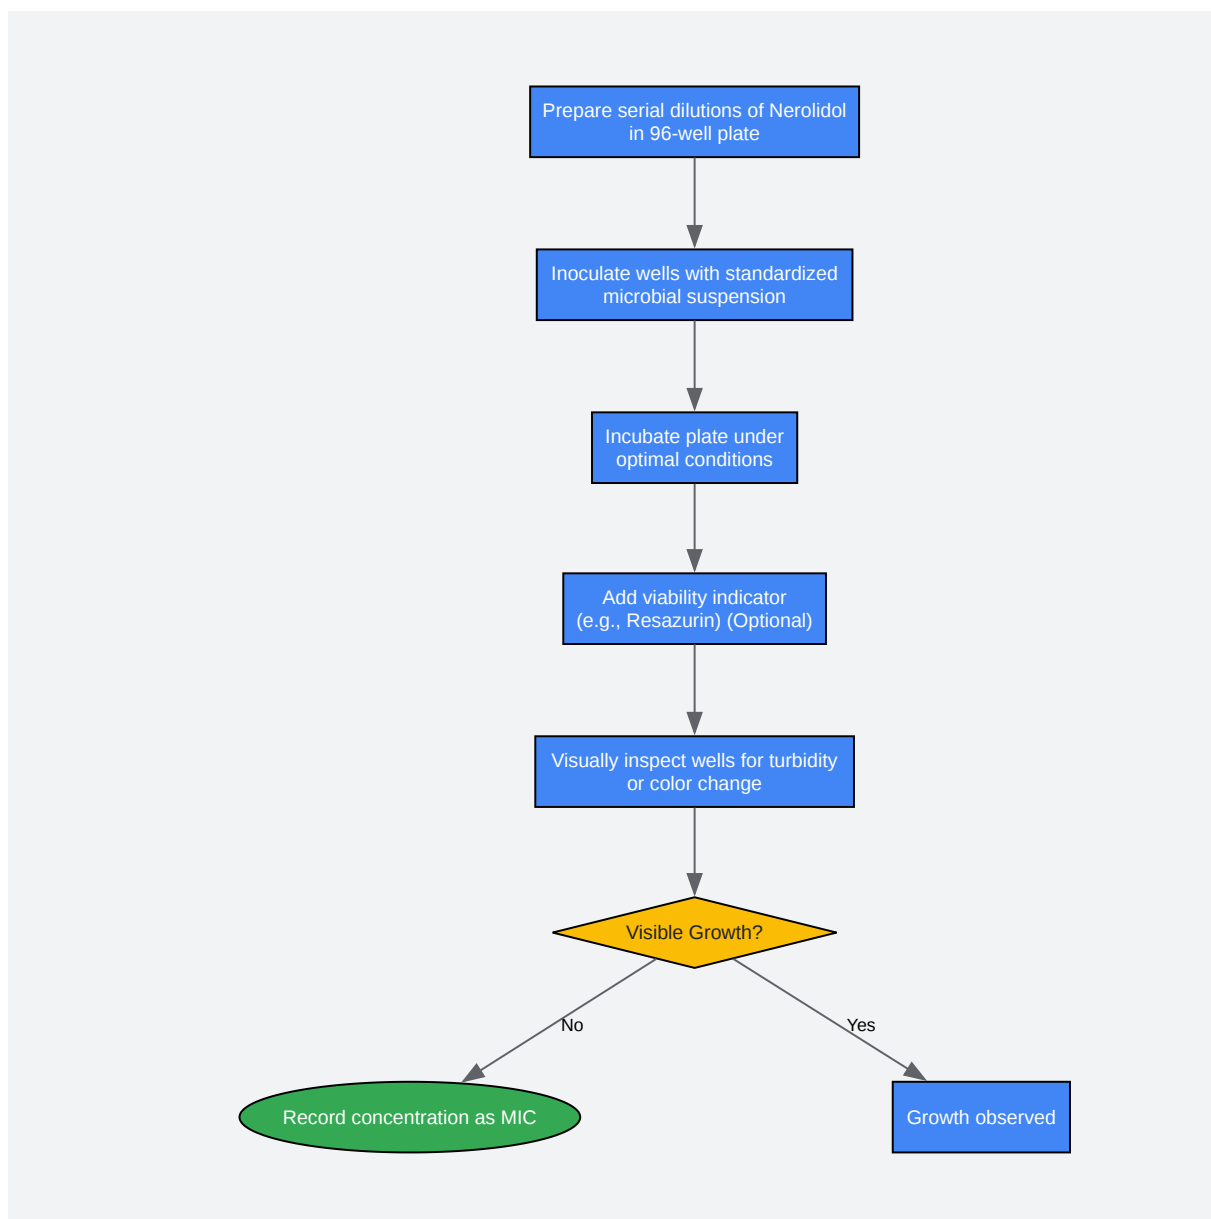 Prepare serial dilutions of Nerolidol
in 96-well plate
Inoculate wells with standardized
microbial suspension
Incubate plate under
optimal conditions
Add viability indicator
(e.g., Resazurin) (Optional)
Visually inspect wells for turbidity
or color change
Visible Growth?
No
Yes
Record concentration as MIC
Growth observed